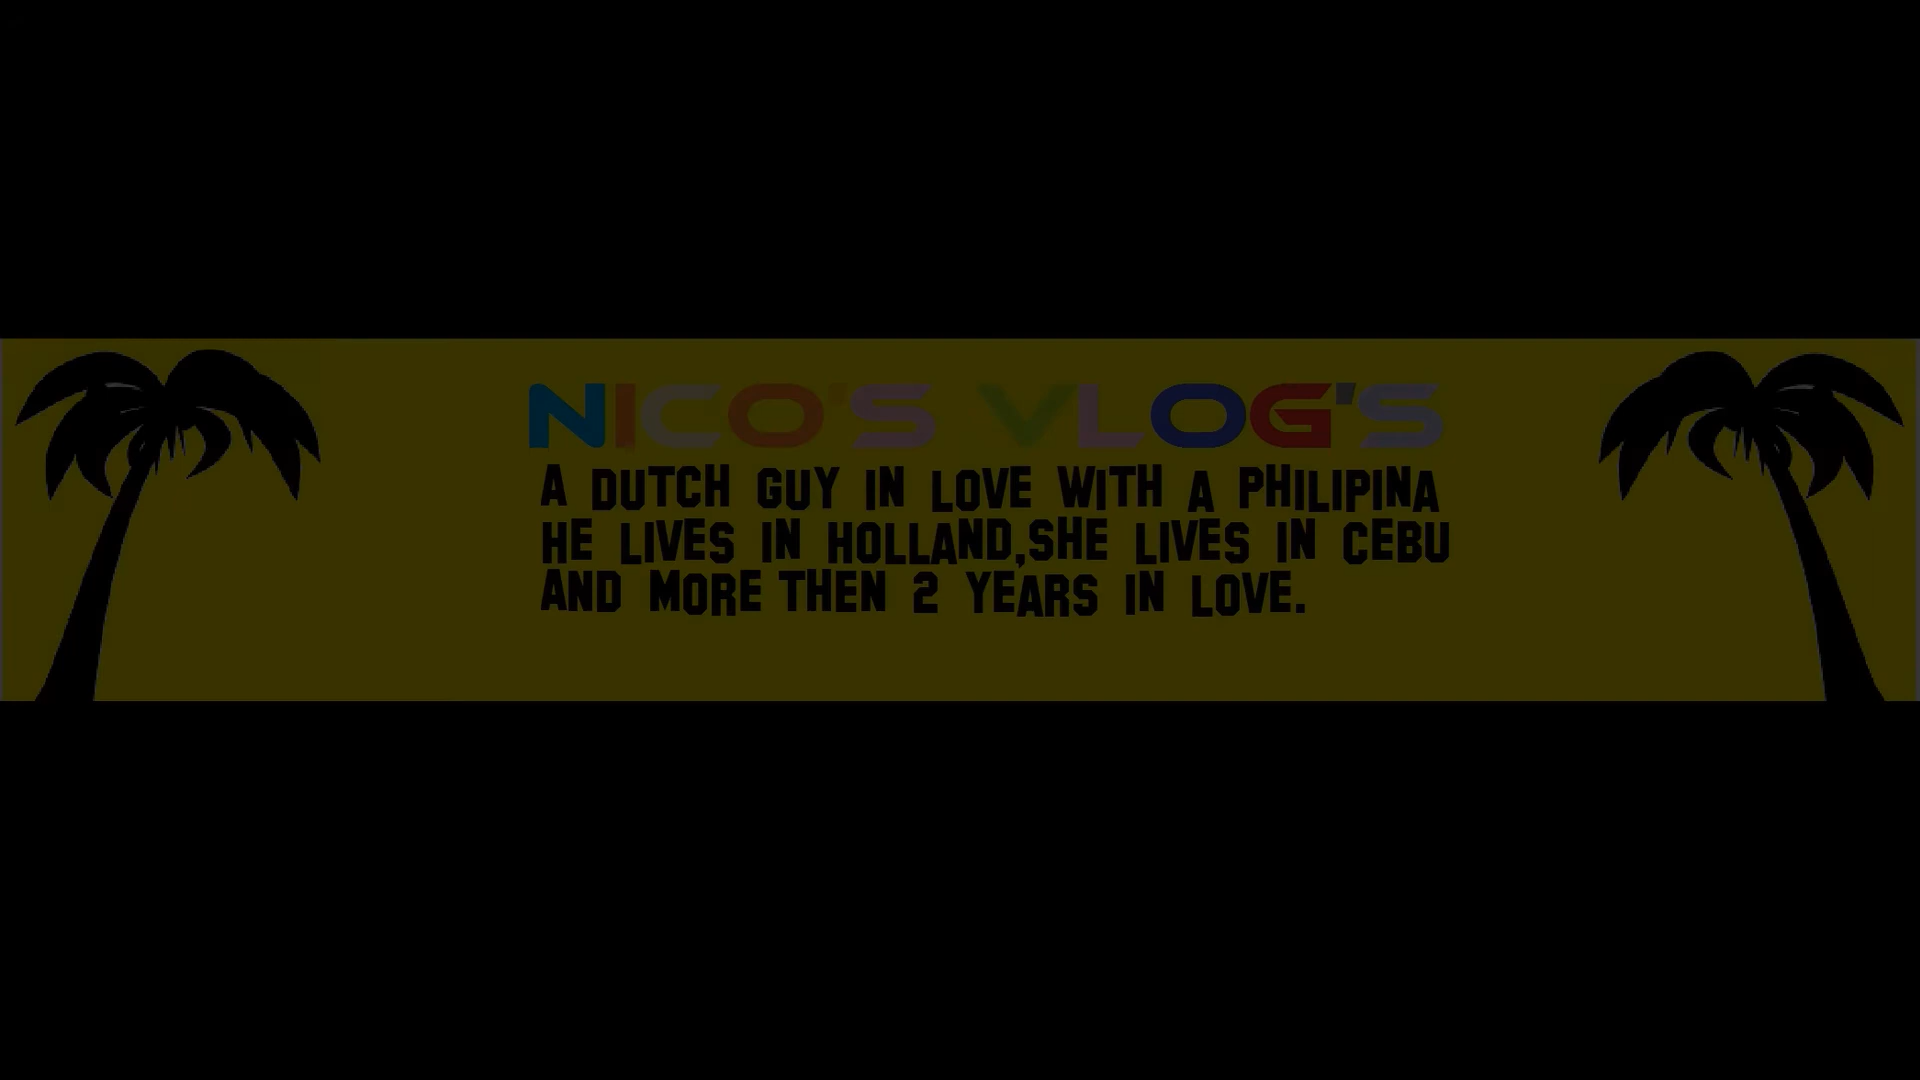 NICO'S VLOG'S
A DUTCH GUY IN LOVE WITH A PHILIPINA
HE LIVES IN HOLLAND,SHE LIVES IN CEBU
AND MORE THEN 2 YEARS IN LOVE.